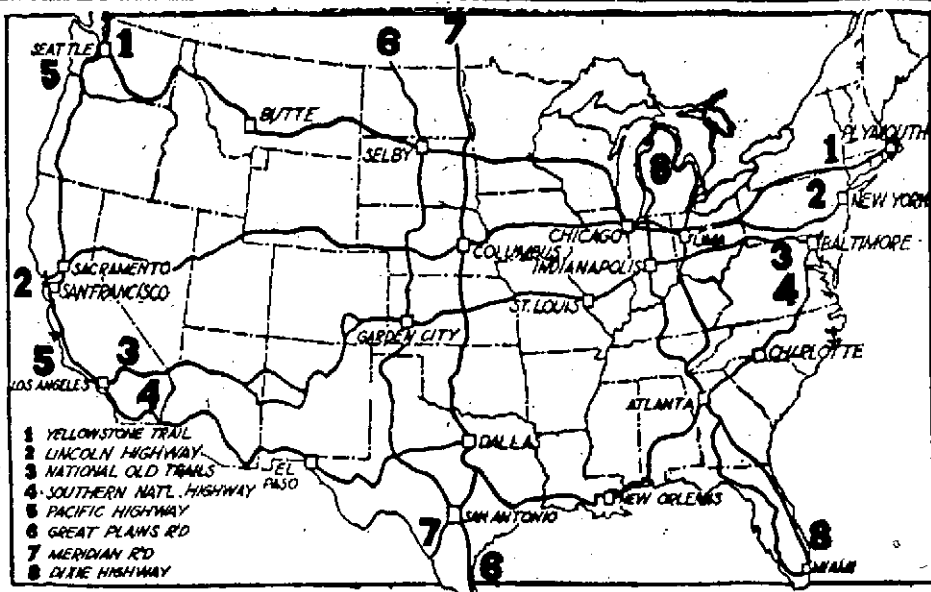 6
7
SEATTLE
1
5
BUTTE
SELBY
PLYMOUTH
1
2
NEW YORK
CHICAGO
LIMA
3
BALTIMORE
COLUMBUS
INDIANAPOLIS
4
SACRAMENTO
2
SANFRANCISCO
ST. LOUIS
GARDEN CITY
CHARLOTTE
5
3
LOS ANGELES
4
ATLANTA
DALLA
EL
PASO
NEW ORLEANS
SAN ANTONIO
7
6
8
MIAMI
1 YELLOWSTONE TRAIL
2 LINCOLN HIGHWAY
3 NATIONAL OLD TRAILS
4 SOUTHERN NATL. HIGHWAY
5 PACIFIC HIGHWAY
6 GREAT PLAINS R'D
7 MERIDIAN R'D
8 DIXIE HIGHWAY